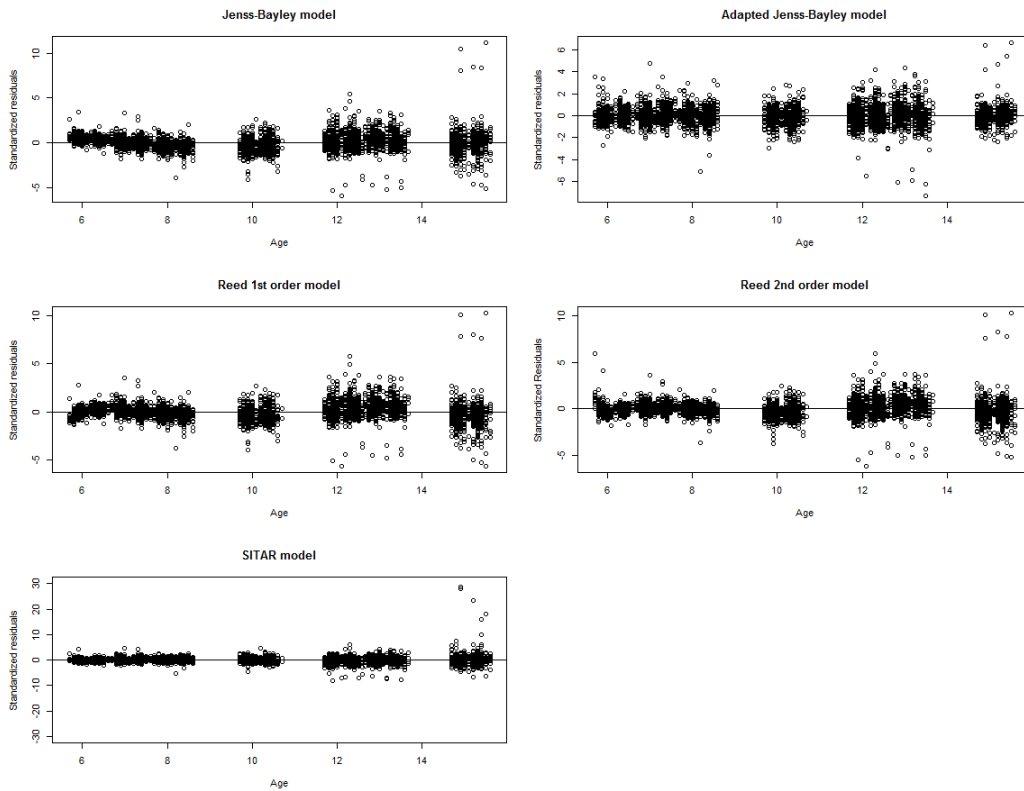 Jenss-Bayley model
Standardized residuals
10
5
0
-5
6 8 10 12 14
Age
Adapted Jenss-Bayley model
Standardized residuals
6
4
2
0
-2
-4
-6
6 8 10 12 14
Age
Reed 1st order model
Standardized residuals
10
5
0
-5
6 8 10 12 14
Age
Reed 2nd order model
Standardized Residuals
10
5
0
-5
6 8 10 12 14
Age
SITAR model
Standardized residuals
30
20
10
0
-10
-20
-30
6 8 10 12 14
Age